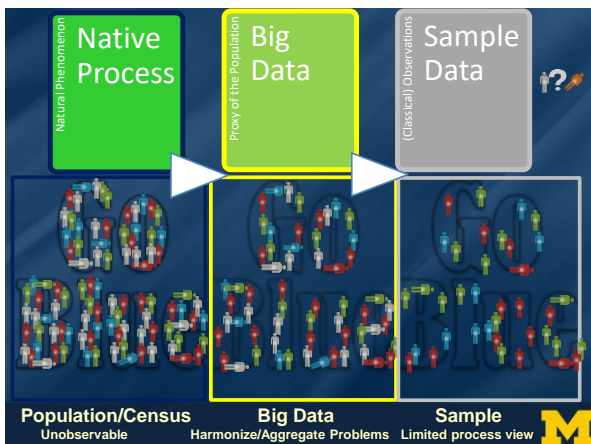 Natural Phenomenon
Native
Process
Proxy of the Population
Big
Data
(Classical) Observations
Sample
Data
?
GO
Blue
GO
Blue
GO
Blue
Population/Census
Unobservable
Big Data
Harmonize/Aggregate Problems
Sample
Limited process view
M